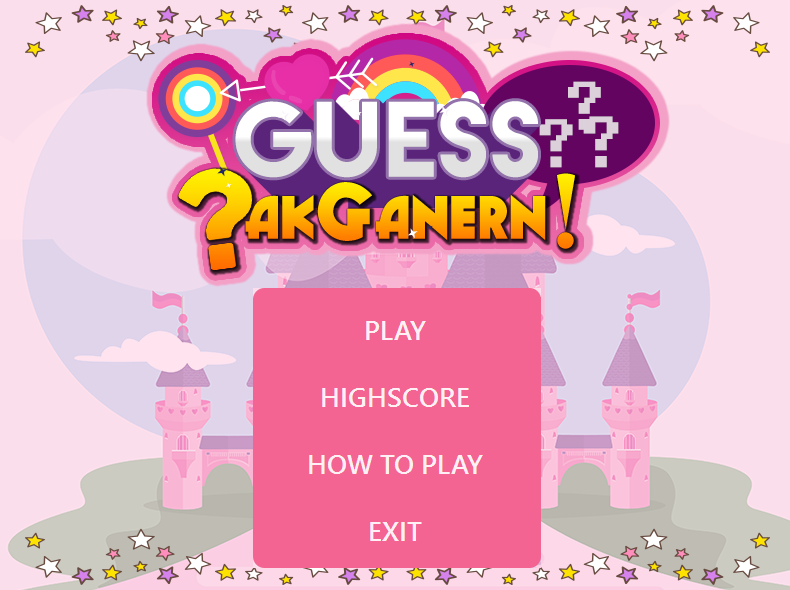 GUESS
???
?AKGANERN!
PLAY
HIGHSCORE
HOW TO PLAY
EXIT